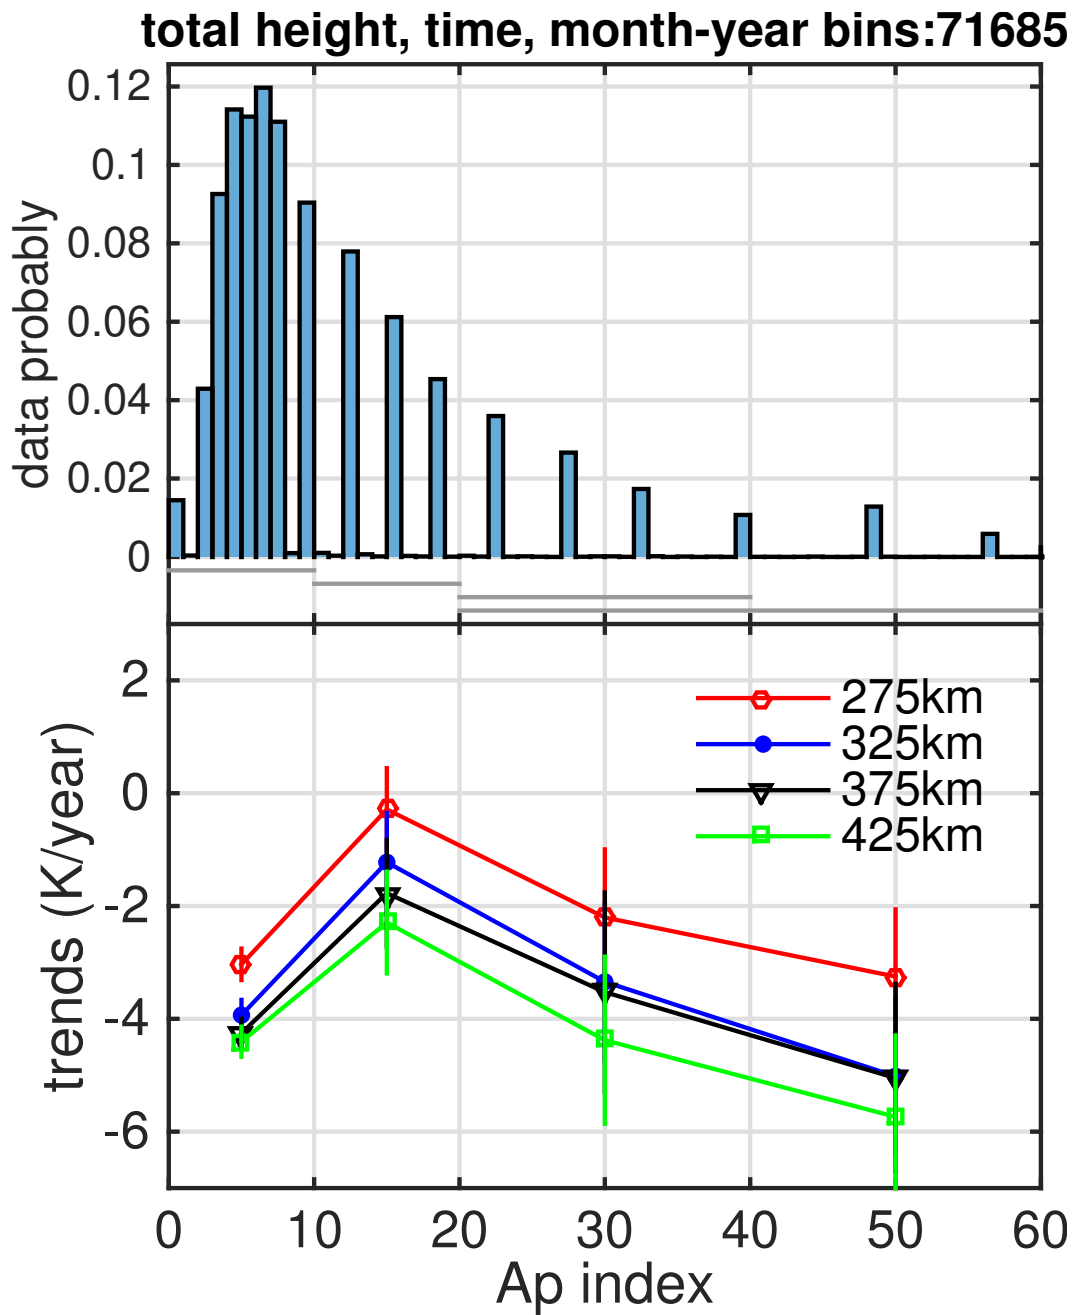 total height, time, month-year bins:71685
data probably
0.12
0.1
0.08
0.06
0.04
0.02
0
trends (K/year)
2
0
-2
-4
-6
275km
325km
375km
425km
0 10 20 30 40 50 60
Ap index